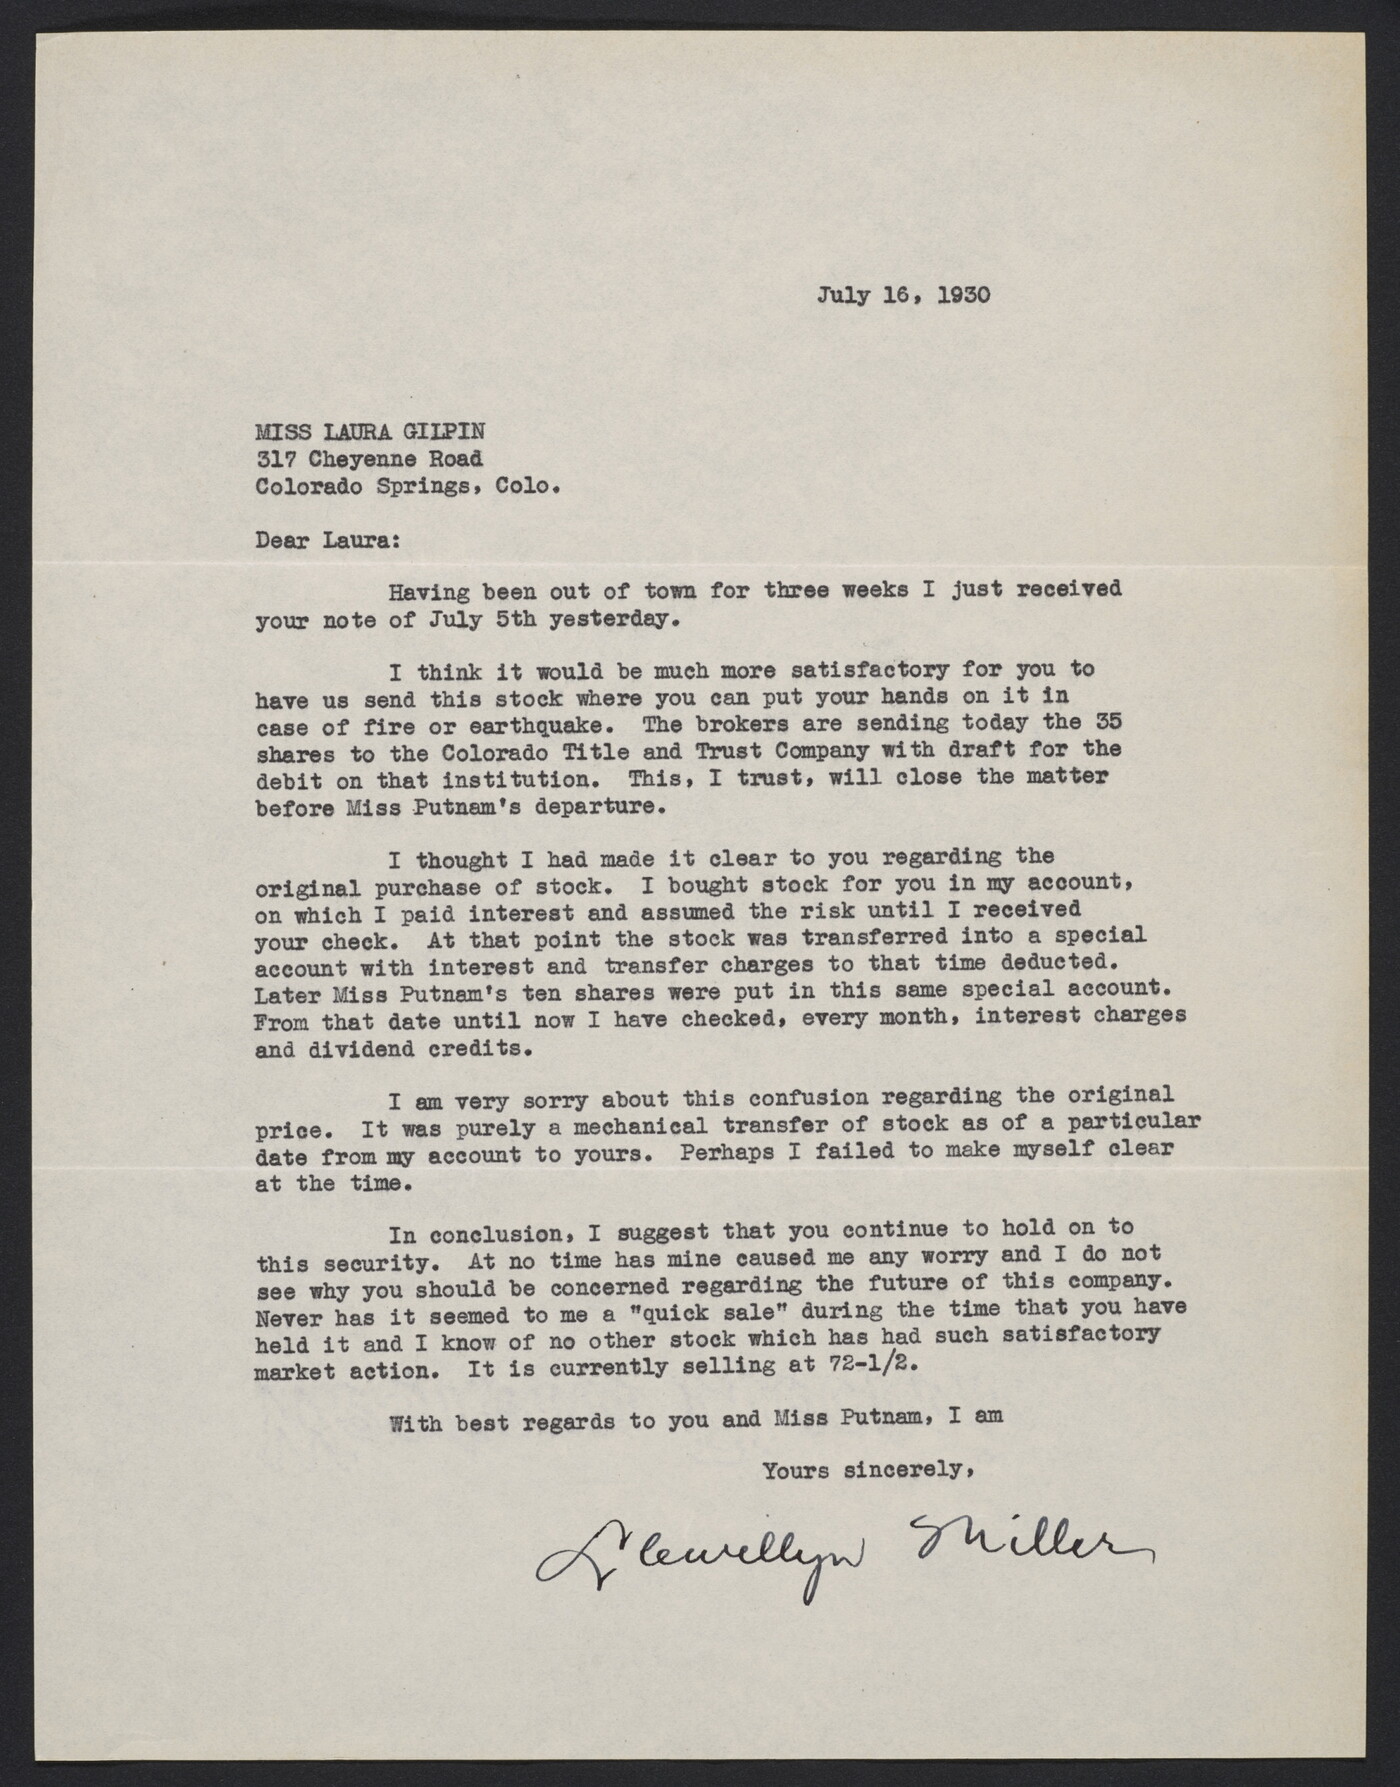 July 16, 1930
MISS LAURA GILPIN
317 Cheyenne Road
Colorado Springs, Colo.
Dear Laura:
Having been out of town for three weeks I just received
your note of July 5th yesterday.
I think it would be much more satisfactory for you to
have us send this stock where you can put your hands on it in
case of fire or earthquake. The brokers are sending today the 35
shares to the Colorado Title and Trust Company with draft for the
debit on that institution. This, I trust, will close the matter
before Miss Putnam's departure.
I thought I had made it clear to you regarding the
original purchase of stock. I bought stock for you in my account,
on which I paid interest and assumed the risk until I received
your check. At that point the stock was transferred into a special
account with interest and transfer charges to that time deducted.
Later Miss Putnam's ten shares were put in this same special account.
From that date until now I have checked, every month, interest charges
and dividend credits.
I am very sorry about this confusion regarding the original
price. It was purely a mechanical transfer of stock as of a particular
date from my account to yours. Perhaps I failed to make myself clear
at the time.
In conclusion, I suggest that you continue to hold on to
this security. At no time has mine caused me any worry and I do not
see why you should be concerned regarding the future of this company.
Never has it seemed to me a "quick sale" during the time that you have
held it and I know of no other stock which has had such satisfactory
market action. It is currently selling at 72-1/2.
With best regards to you and Miss Putnam, I am
Yours sincerely,
Llewellyn Miller